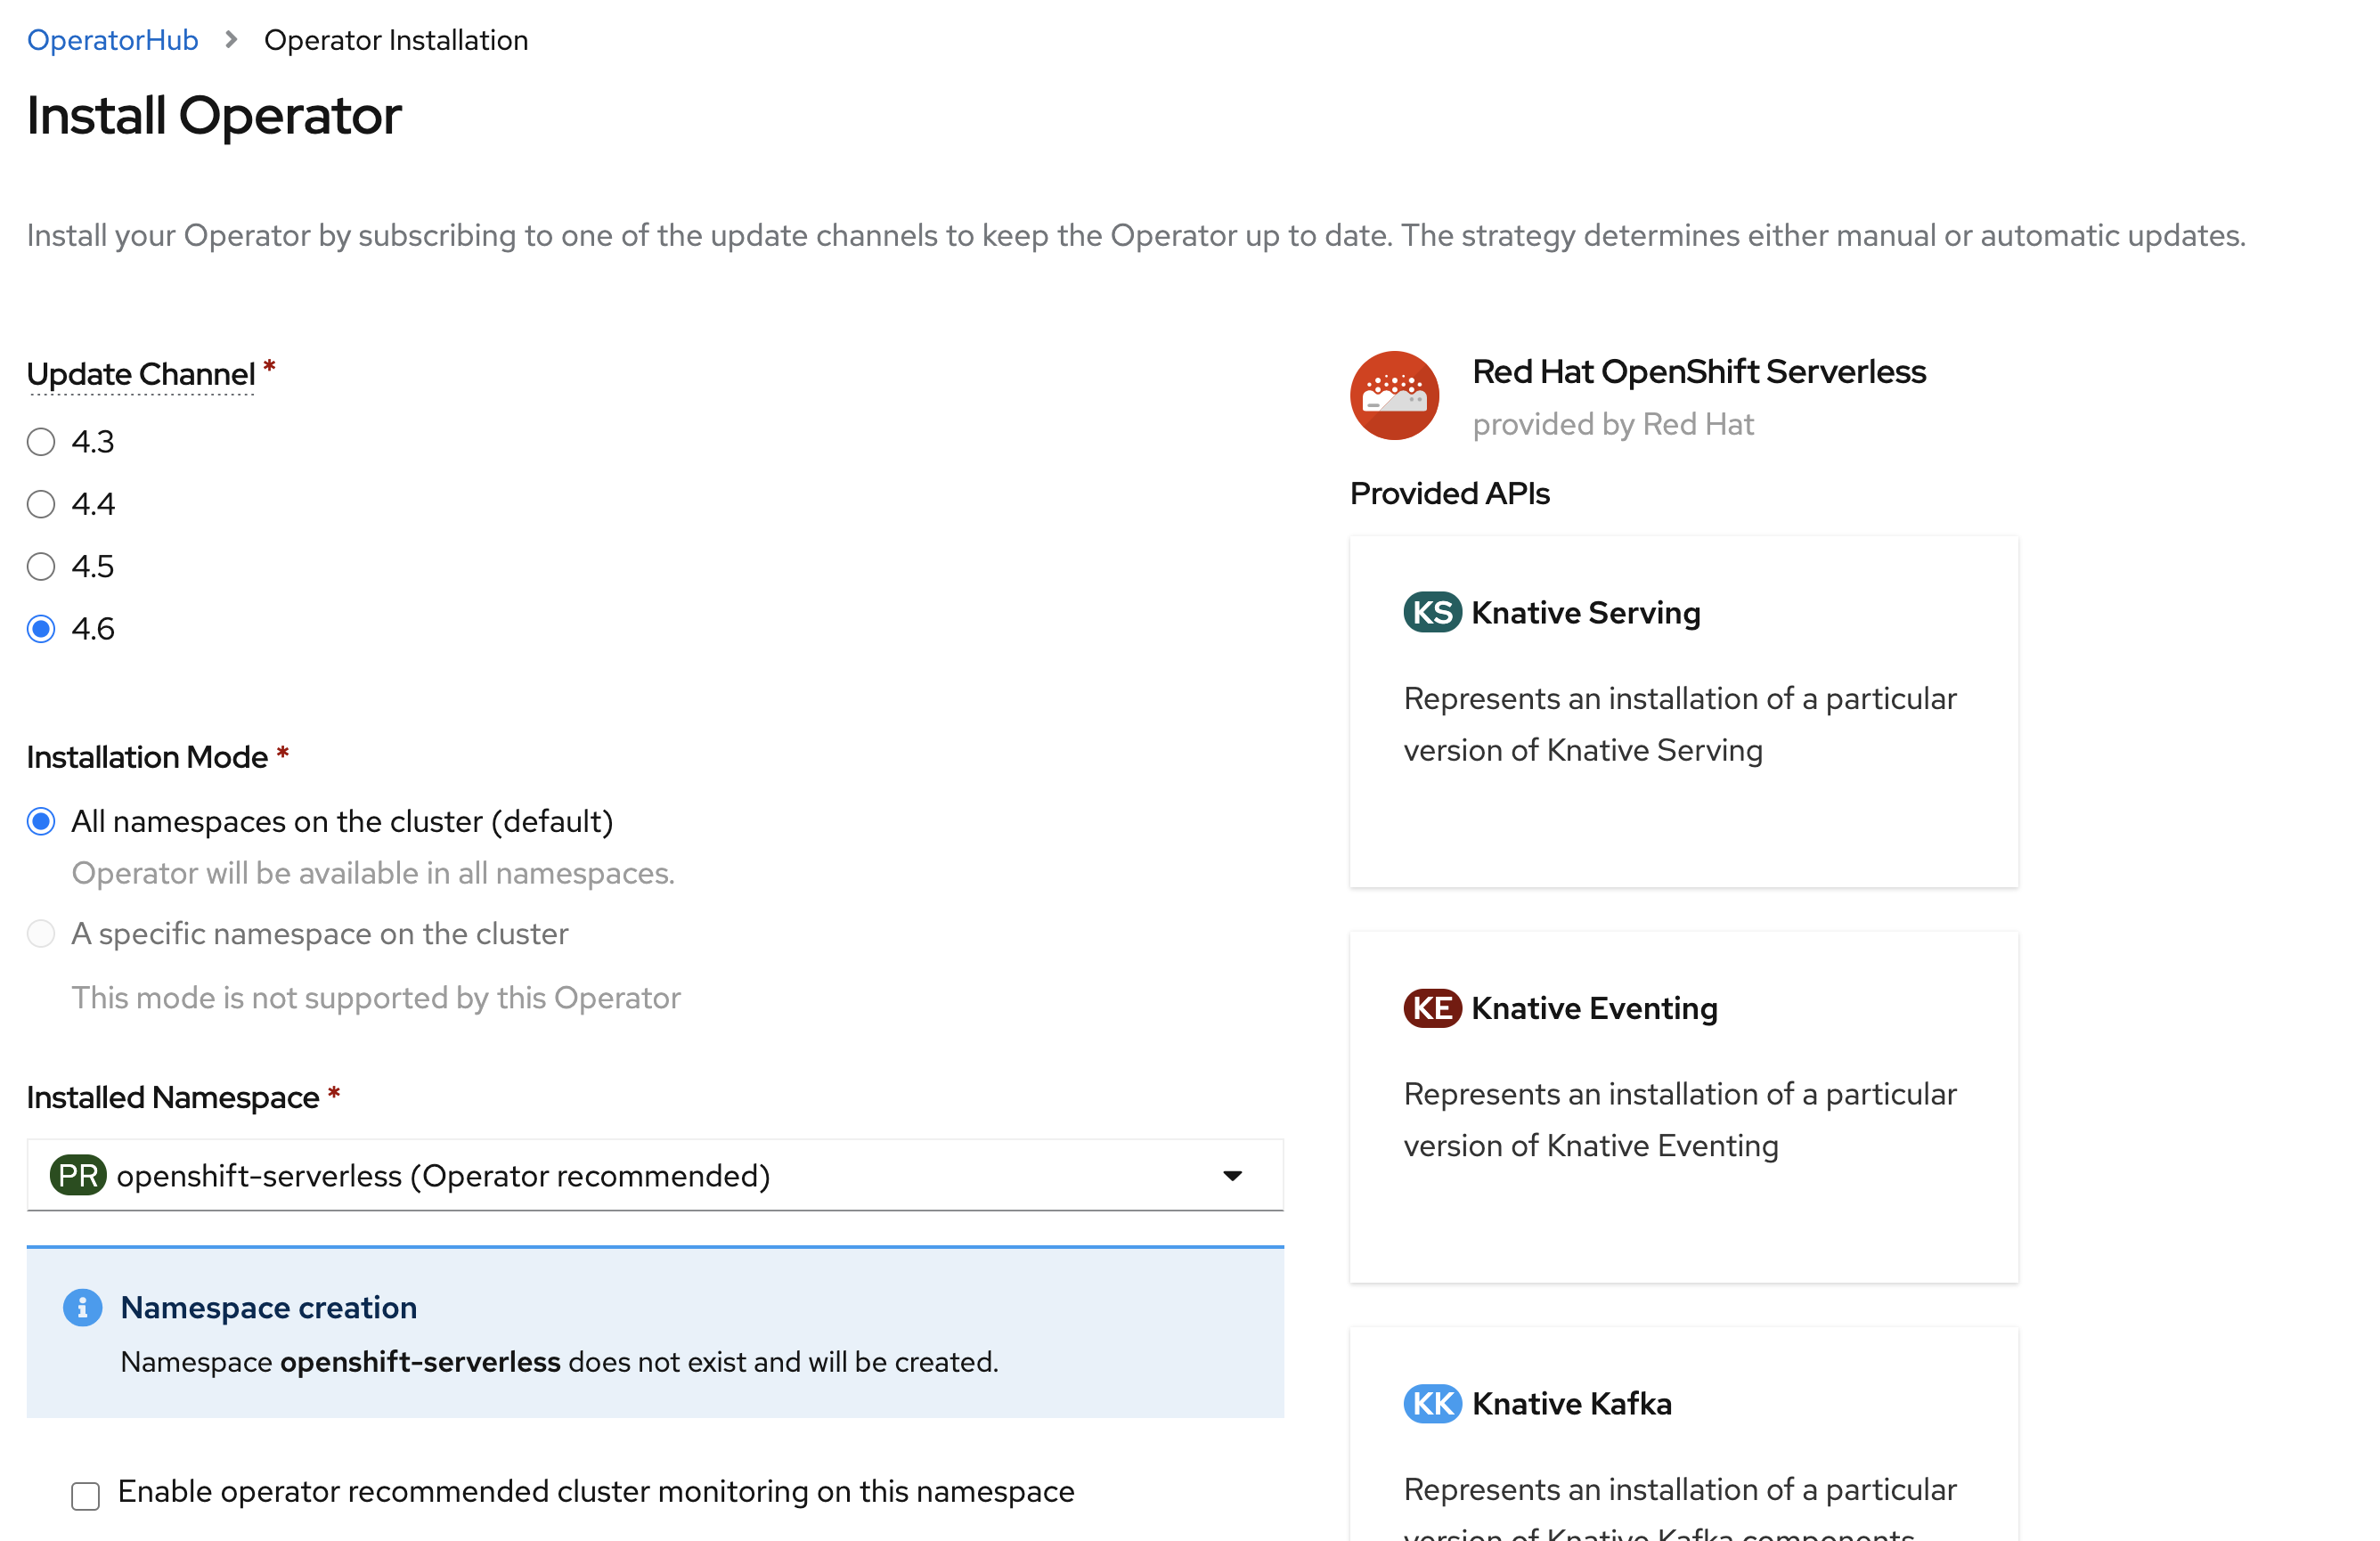 OperatorHub > Operator Installation
Install Operator
Install your Operator by subscribing to one of the update channels to keep the Operator up to date. The strategy determines either manual or automatic updates.
Update Channel *
4.3
4.4
4.5
4.6
Installation Mode *
All namespaces on the cluster (default)
Operator will be available in all namespaces.
A specific namespace on the cluster
This mode is not supported by this Operator
Installed Namespace *
PR openshift-serverless (Operator recommended)
Namespace creation
Namespace openshift-serverless does not exist and will be created.
Enable operator recommended cluster monitoring on this namespace
Red Hat OpenShift Serverless
provided by Red Hat
Provided APIs
KS Knative Serving
Represents an installation of a particular
version of Knative Serving
KE Knative Eventing
Represents an installation of a particular
version of Knative Eventing
KK Knative Kafka
Represents an installation of a particular
version of Knative Kafka components